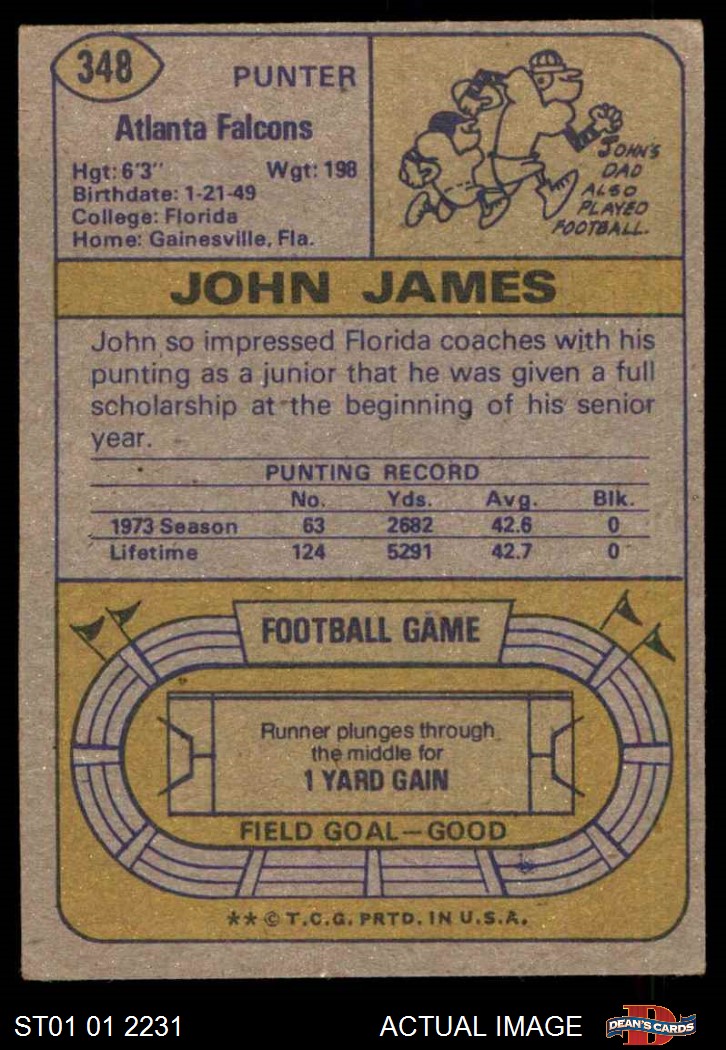 348
PUNTER
Atlanta Falcons
Hgt: 6'3" Wgt: 198
Birthdate: 1-21-49
College: Florida
Home: Gainesville, Fla.
JOHN'S
DAD
ALSO
PLAYED
FOOTBALL.
JOHN JAMES
John so impressed Florida coaches with his
punting as a junior that he was given a full
scholarship at the beginning of his senior
year.
PUNTING RECORD
No. Yds. Avg. Blk.
1973 Season 63 2682 42.6 0
Lifetime 124 5291 42.7 0
FOOTBALL GAME
Runner plunges through
the middle for
1 YARD GAIN
FIELD GOAL—GOOD
** © T.C.G. PRTD. IN U.S.A.
ST01 01 2231 ACTUAL IMAGE
D
DEAN'S CARDS